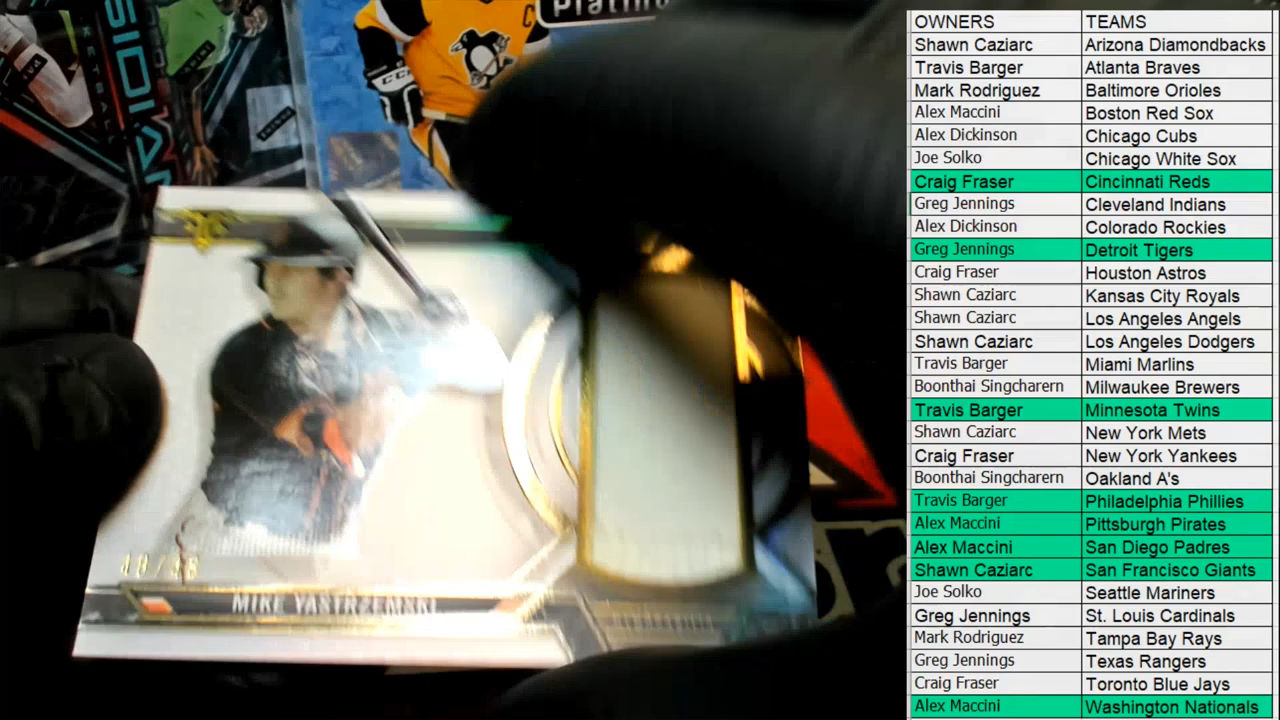 Platinum
OWNERS TEAMS
Shawn Caziarc Arizona Diamondbacks
Travis Barger Atlanta Braves
Mark Rodriguez Baltimore Orioles
Alex Maccini Boston Red Sox
Alex Dickinson Chicago Cubs
Joe Solko Chicago White Sox
Craig Fraser Cincinnati Reds
Greg Jennings Cleveland Indians
Alex Dickinson Colorado Rockies
Greg Jennings Detroit Tigers
Craig Fraser Houston Astros
Shawn Caziarc Kansas City Royals
Shawn Caziarc Los Angeles Angels
Shawn Caziarc Los Angeles Dodgers
Travis Barger Miami Marlins
Boonthai Singcharern Milwaukee Brewers
Travis Barger Minnesota Twins
Shawn Caziarc New York Mets
Craig Fraser New York Yankees
Boonthai Singcharern Oakland A's
Travis Barger Philadelphia Phillies
Alex Maccini Pittsburgh Pirates
Alex Maccini San Diego Padres
Shawn Caziarc San Francisco Giants
Joe Solko Seattle Mariners
Greg Jennings St. Louis Cardinals
Mark Rodriguez Tampa Bay Rays
Greg Jennings Texas Rangers
Craig Fraser Toronto Blue Jays
Alex Maccini Washington Nationals
MIKE YASTRZEMSKI